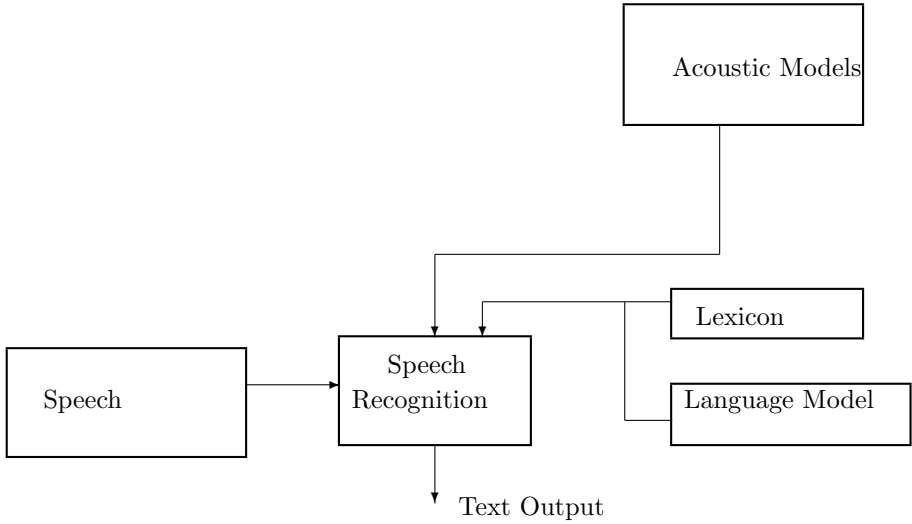 Acoustic Models
Lexicon
Speech
Recognition
Speech
Language Model
Text Output